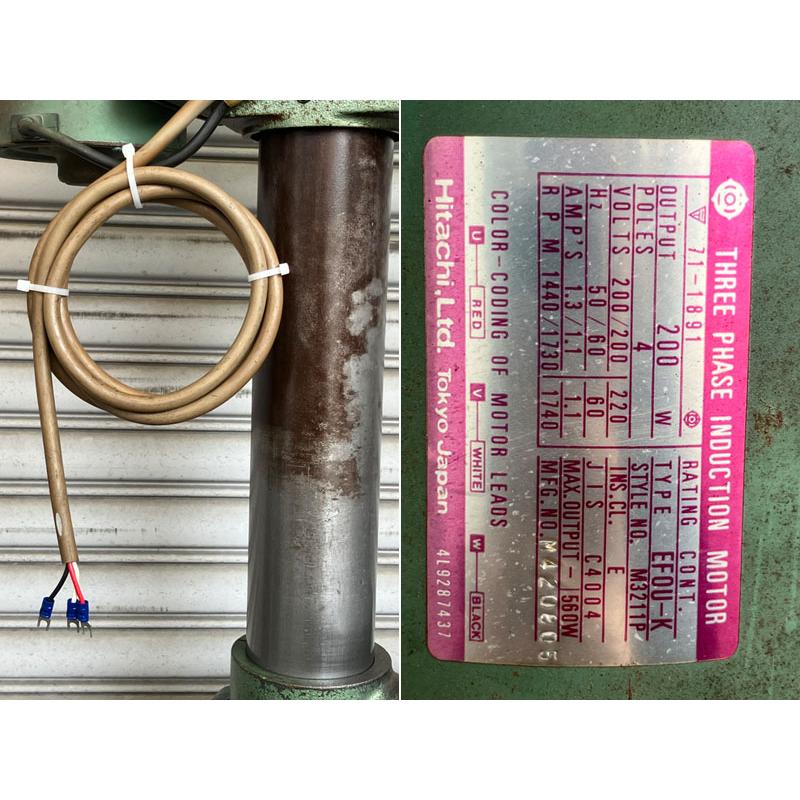 THREE PHASE INDUCTION MOTOR
71-1891
OUTPUT 200 W
POLES 4
VOLTS 200/200 220
Hz 50/60 60
AMP'S 1.3/1.1 1.1
R P M 1440/1730 1740
RATING CONT.
TYPE EFOU-K
STYLE NO. M3211P
INS.CL. E
J I S C4004
MAX.OUTPUT- 560W
MFG.NO. M420805
COLOR-CODING OF MOTOR LEADS
U RED V WHITE W BLACK
Hitachi, Ltd. Tokyo Japan 4L9287437